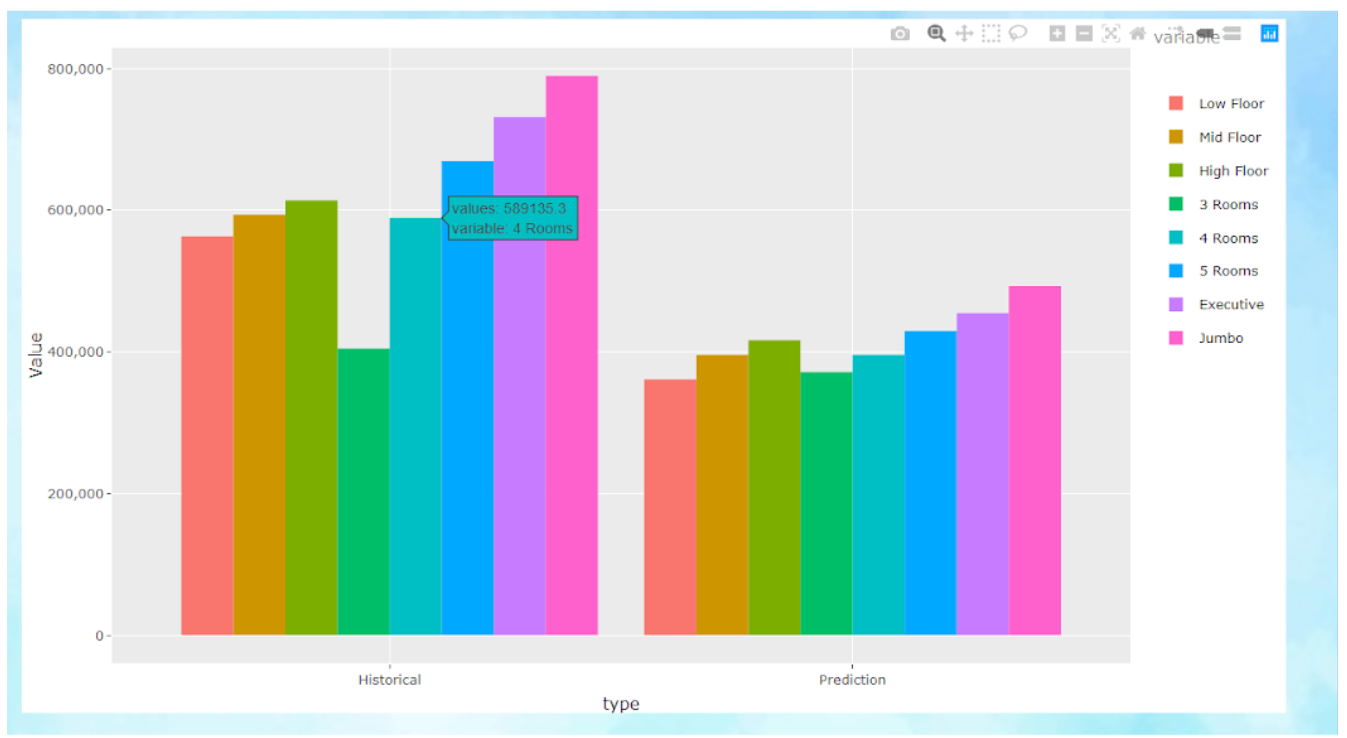 variable
800,000
600,000
400,000
200,000
0
Value
values: 589135.3
variable: 4 Rooms
Historical
Prediction
type
Low Floor
Mid Floor
High Floor
3 Rooms
4 Rooms
5 Rooms
Executive
Jumbo